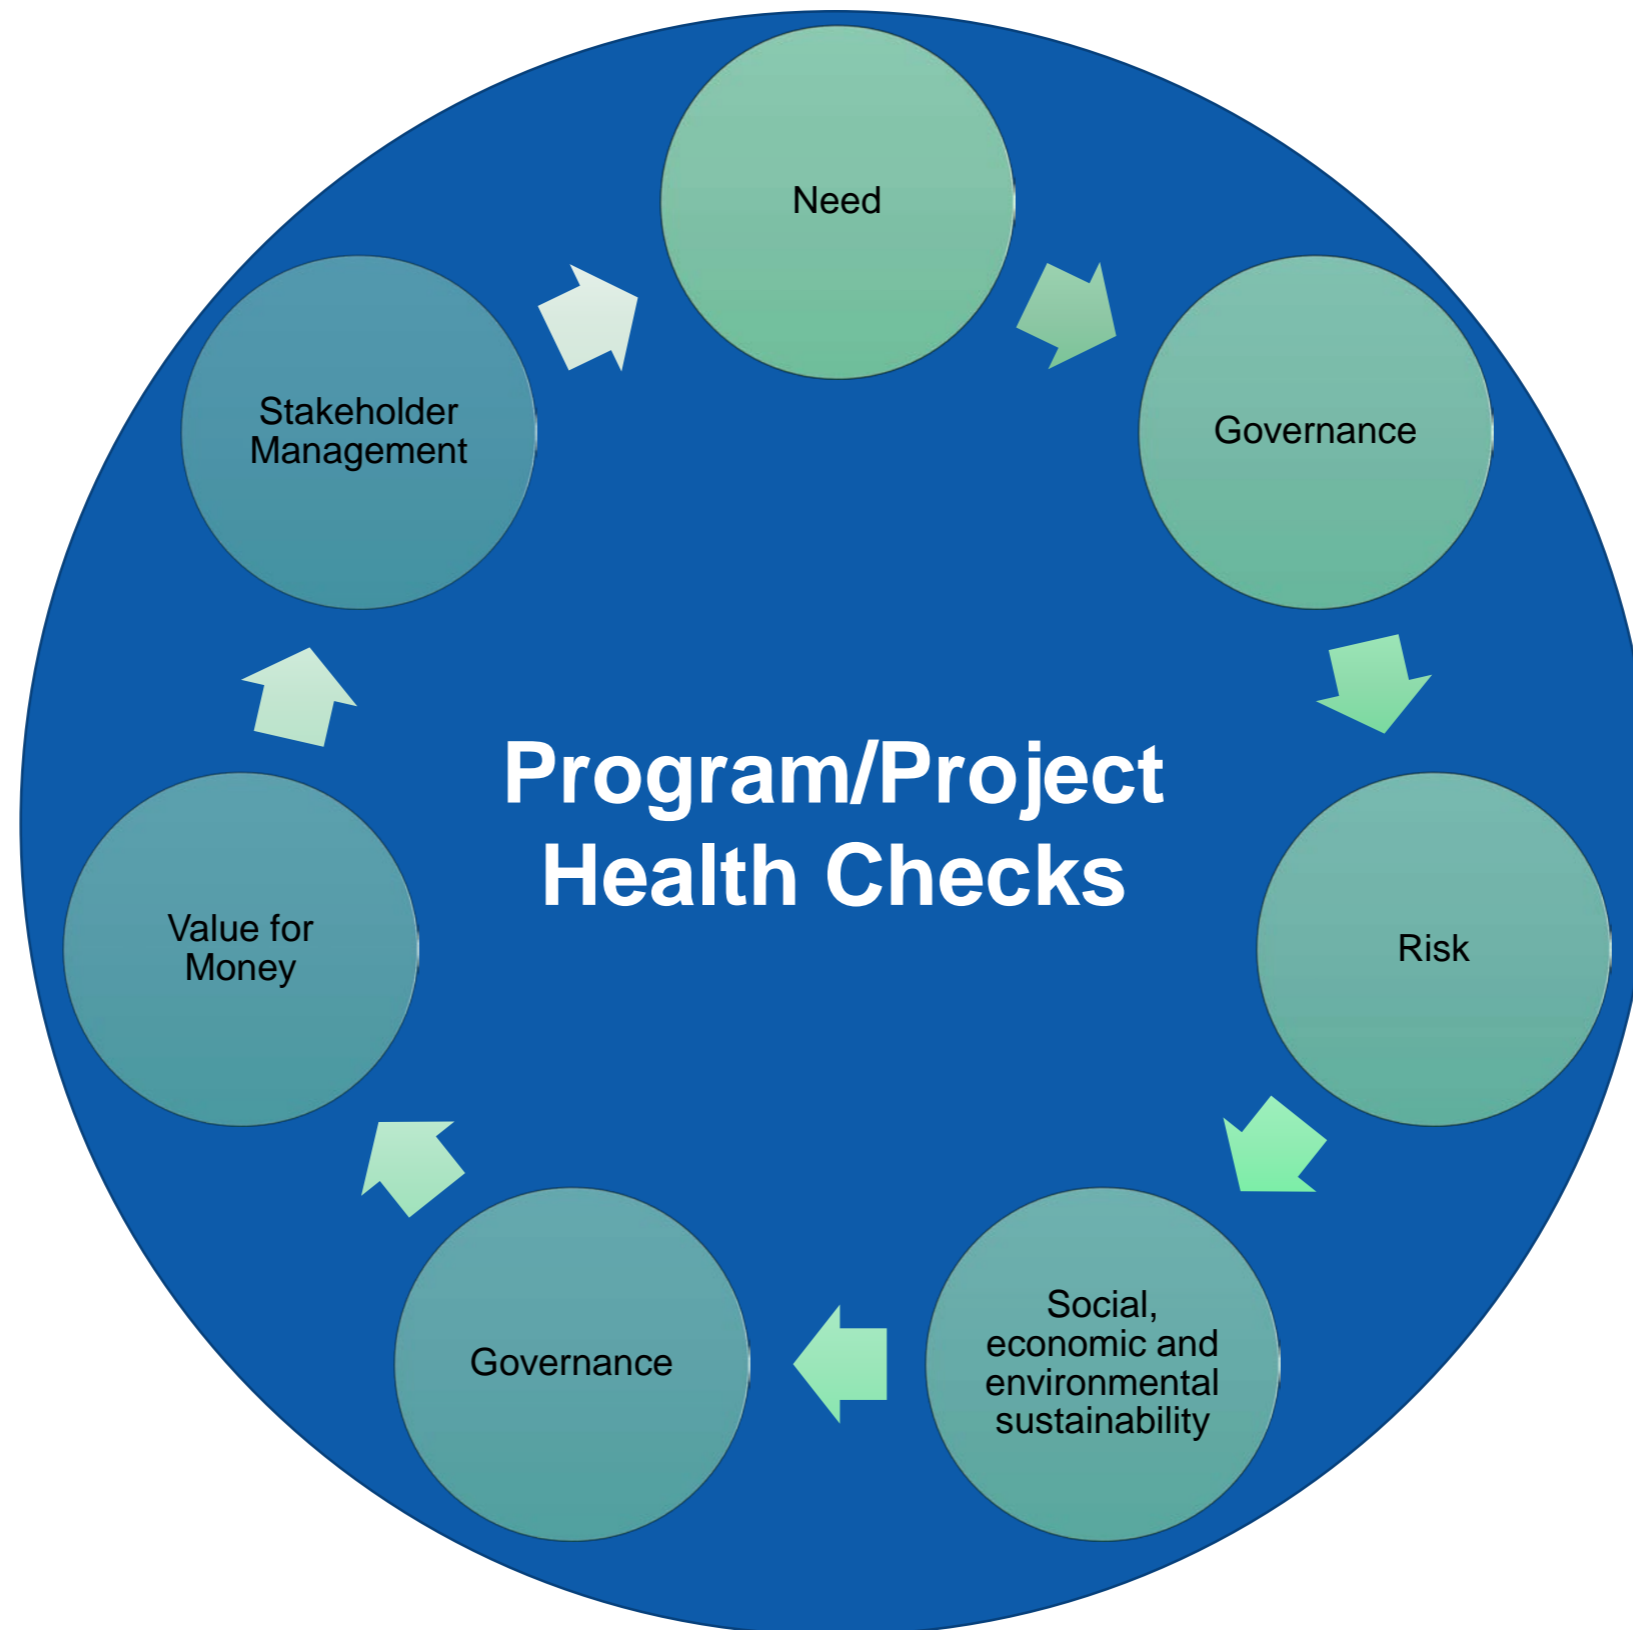 Need
Governance
Risk
Social,
economic and
environmental
sustainability
Governance
Value for
Money
Stakeholder
Management
Program/Project
Health Checks